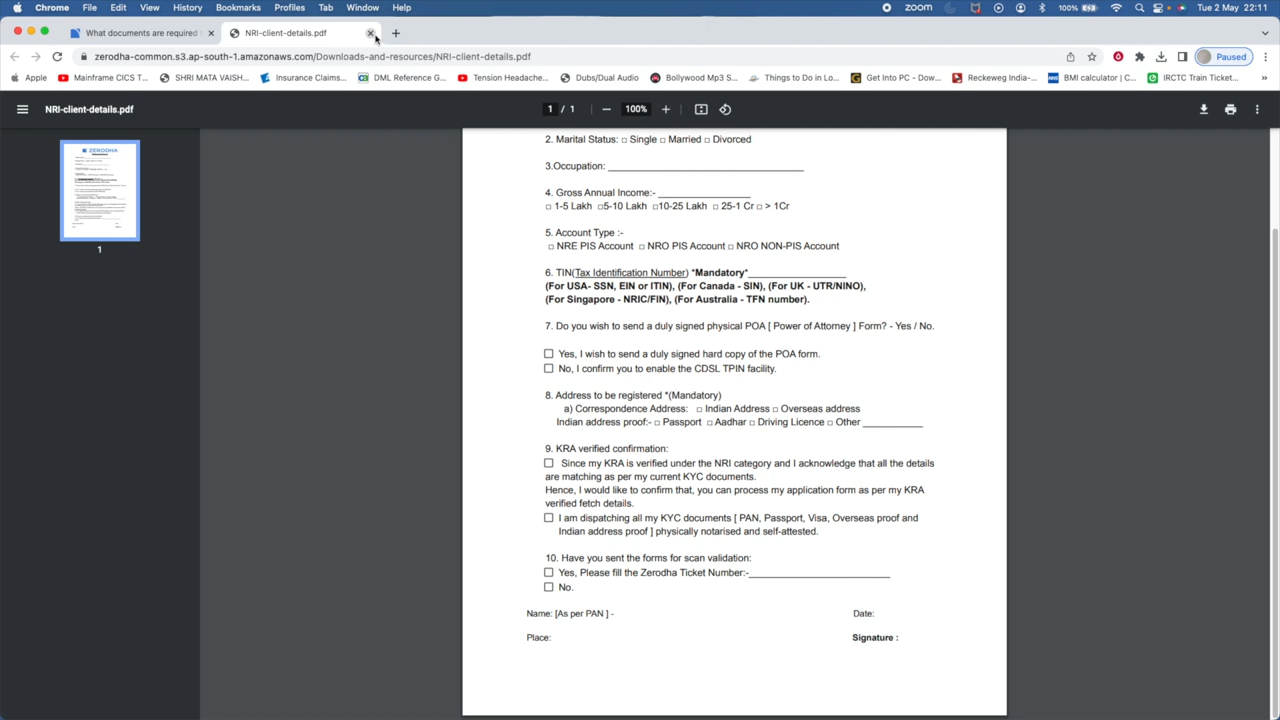 Chrome File Edit View History Bookmarks Profiles Tab Window Help ZOOM 100% Tue 2 May 22:11
What documents are required NRI-client-details.pdf
zerodha-common.s3.ap-south-1.amazonaws.com/Downloads-and-resources/NRI-client-details.pdf Paused
Apple Mainframe CICS T... SHRI MATA VAISH... Insurance Claims... DML Reference G... Tension Headache... Dubs/Dual Audio Bollywood Mp3 S... Things to Do in Lo... Get Into PC - Dow... Reckeweg India-... BMI calculator | C... IRCTC Train Ticket...
NRI-client-details.pdf 1 / 1 100%
ZERODHA
1
2. Marital Status: □ Single □ Married □ Divorced
3.Occupation: ____________________
4. Gross Annual Income:- ____________________
□ 1-5 Lakh □5-10 Lakh □10-25 Lakh □ 25-1 Cr □ > 1Cr
5. Account Type :-
□ NRE PIS Account □ NRO PIS Account □ NRO NON-PIS Account
6. TIN(Tax Identification Number) *Mandatory*____________________
(For USA- SSN, EIN or ITIN), (For Canada - SIN), (For UK - UTR/NINO),
(For Singapore - NRIC/FIN), (For Australia - TFN number).
7. Do you wish to send a duly signed physical POA [ Power of Attorney ] Form? - Yes / No.
□ Yes, I wish to send a duly signed hard copy of the POA form.
□ No, I confirm you to enable the CDSL TPIN facility.
8. Address to be registered *(Mandatory)
a) Correspondence Address: □ Indian Address □ Overseas address
Indian address proof:- □ Passport □ Aadhar □ Driving Licence □ Other __________
9. KRA verified confirmation:
□ Since my KRA is verified under the NRI category and I acknowledge that all the details
are matching as per my current KYC documents.
Hence, I would like to confirm that, you can process my application form as per my KRA
verified fetch details.
□ I am dispatching all my KYC documents [ PAN, Passport, Visa, Overseas proof and
Indian address proof ] physically notarised and self-attested.
10. Have you sent the forms for scan validation:
□ Yes, Please fill the Zerodha Ticket Number:-____________________
□ No.
Name: [As per PAN ] - Date:
Place: Signature :